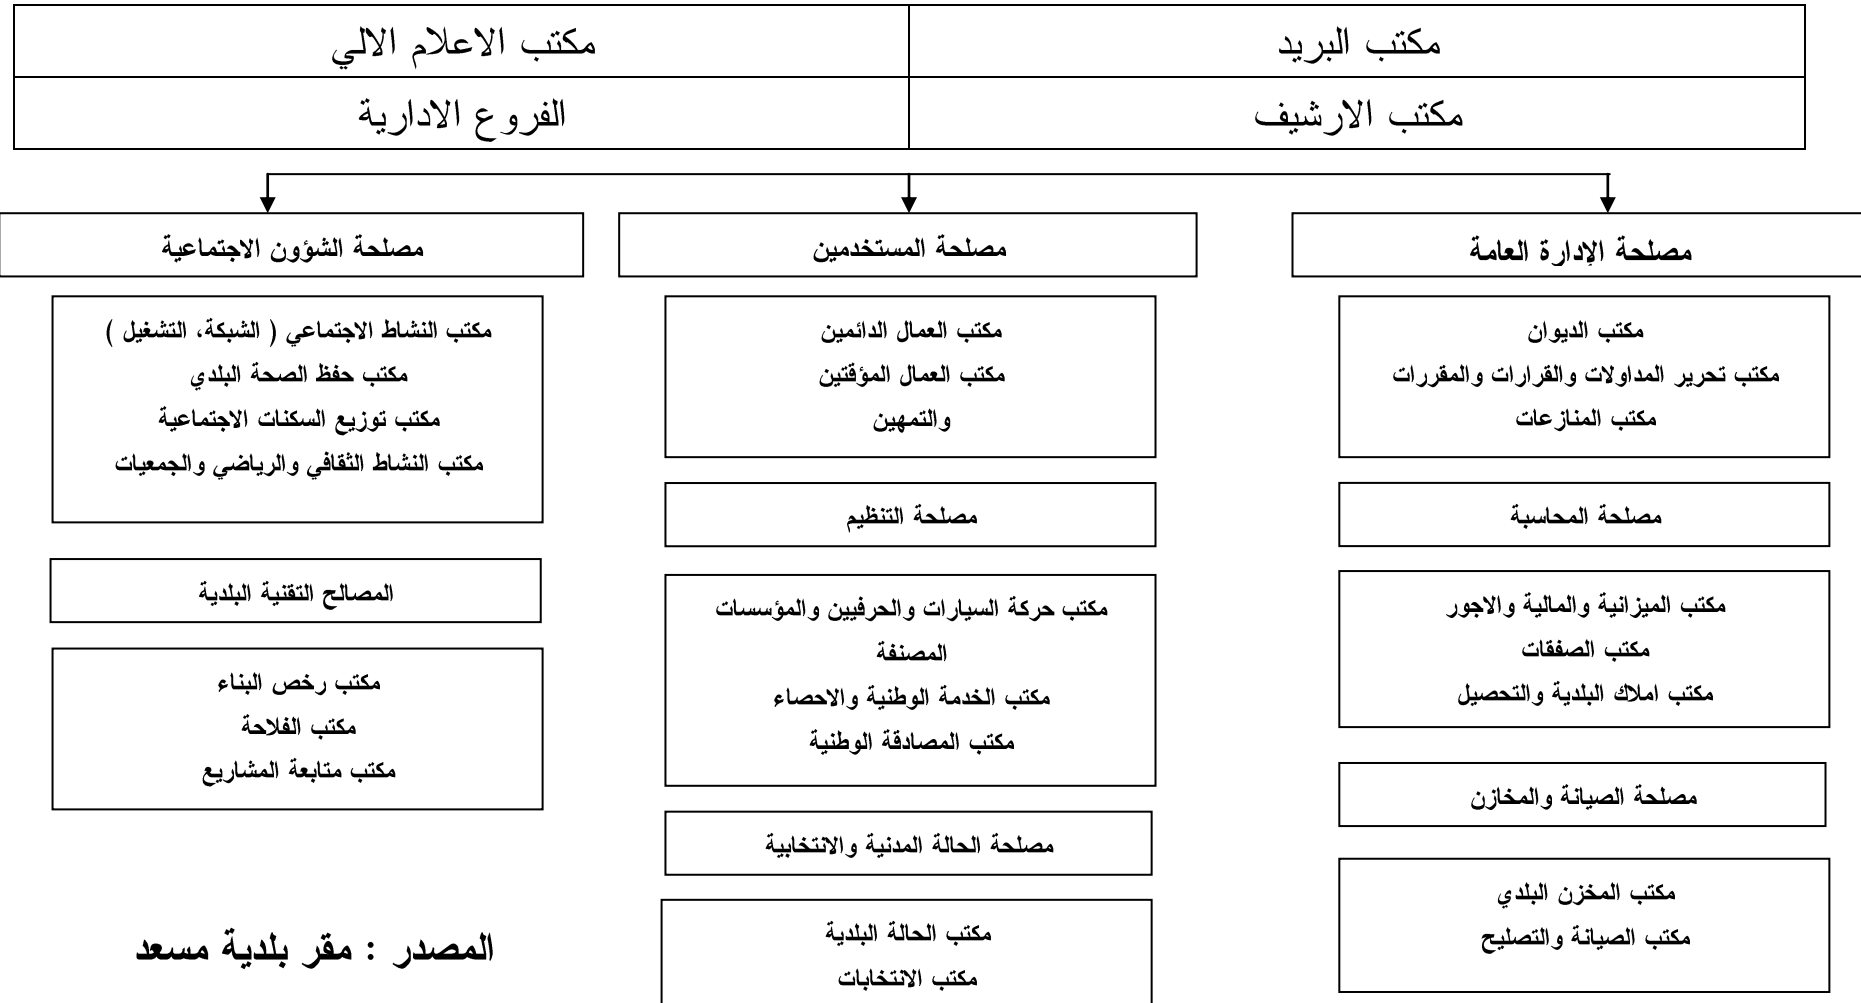 مكتب البريد
مكتب الاعلام الالي
مكتب الارشيف
الفروع الادارية
مصلحة الإدارة العامة
مصلحة المستخدمين
مصلحة الشؤون الاجتماعية
مكتب الديوان
مكتب تحرير المداولات والقرارات والمقررات
مكتب المنازعات
مصلحة المحاسبة
مكتب الميزانية والمالية والاجور
مكتب الصفقات
مكتب املاك البلدية والتحصيل
مصلحة الصيانة والمخازن
مكتب المخزن البلدي
مكتب الصيانة والتصليح
مكتب العمال الدائمين
مكتب العمال المؤقتين
والتمهين
مصلحة التنظيم
مكتب حركة السيارات والحرفيين والمؤسسات
المصنفة
مكتب الخدمة الوطنية والاحصاء
مكتب المصادقة الوطنية
مصلحة الحالة المدنية والانتخابية
مكتب الحالة البلدية
مكتب الانتخابات
مكتب النشاط الاجتماعي ( الشبكة، التشغيل )
مكتب حفظ الصحة البلدي
مكتب توزيع السكنات الاجتماعية
مكتب النشاط الثقافي والرياضي والجمعيات
المصالح التقنية البلدية
مكتب رخص البناء
مكتب الفلاحة
مكتب متابعة المشاريع
المصدر : مقر بلدية مسعد